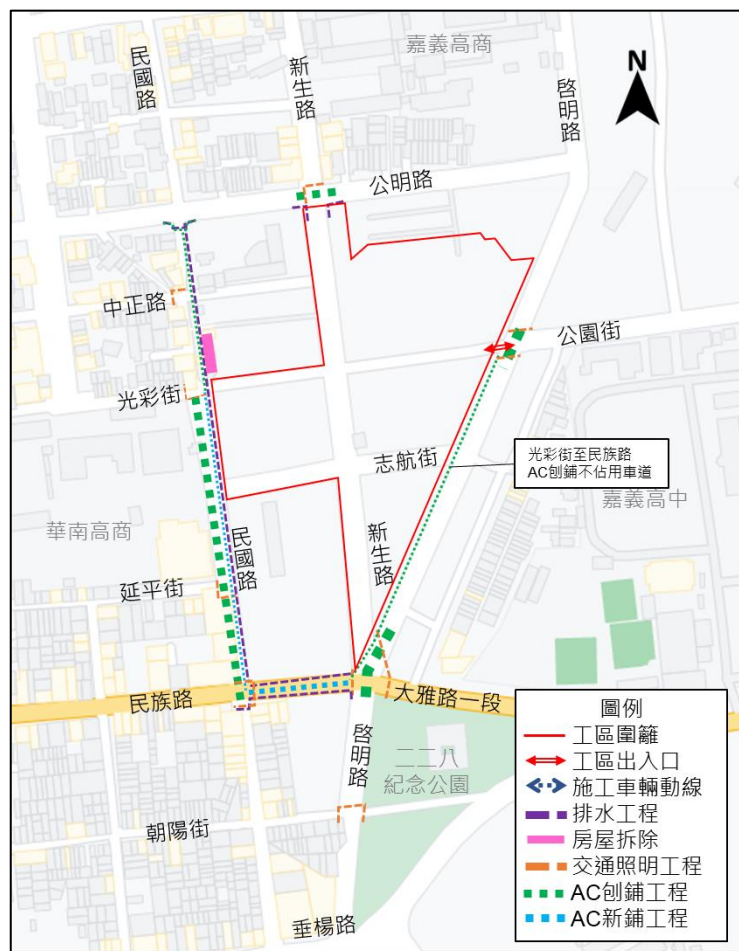 嘉義高商
民國路
新生路
啓明路
N
公明路
中正路
公園街
光彩街
志航街
光彩街至民族路
AC刨鋪不佔用車道
嘉義高中
華南高商
民國路
新生路
延平街
民族路
大雅路一段
啓明路
二二八
紀念公園
朝陽街
垂楊路
圖例
工區圍籬
工區出入口
施工車輛動線
排水工程
房屋拆除
交通照明工程
AC刨鋪工程
AC新鋪工程